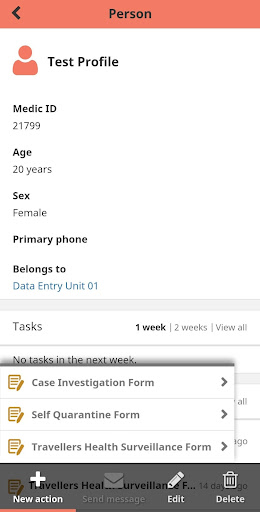 Person
Test Profile
Medic ID
21799
Age
20 years
Sex
Female
Primary phone
Belongs to
Data Entry Unit 01
Tasks 1 week | 2 weeks | View all
No tasks in the next week.
Case Investigation Form
all
Self Quarantine Form
Travellers Health Surveillance Form
ago
Travellers Health Surveillance F... 14 day ago
New action Send message Edit Delete